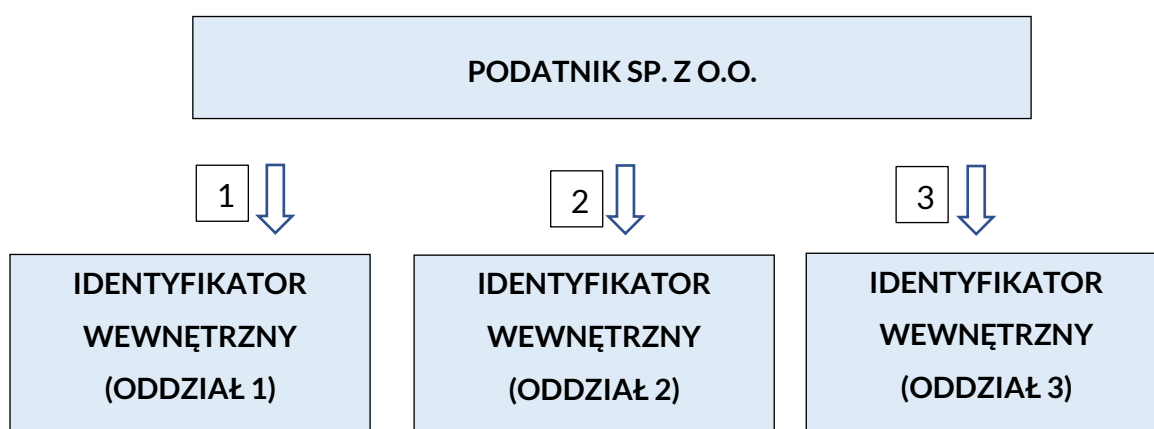 PODATNIK SP. Z O.O.
1
2
3
IDENTYFIKATOR
WEWNĘTRZNY
(ODDZIAŁ 1)
IDENTYFIKATOR
WEWNĘTRZNY
(ODDZIAŁ 2)
IDENTYFIKATOR
WEWNĘTRZNY
(ODDZIAŁ 3)